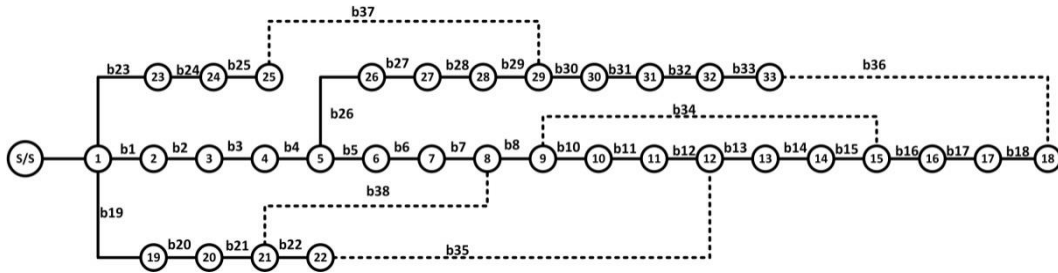 b37
b23 b24 b25 b27 b28 b29 b30 b31 b32 b33 b36
23 24 25 26 27 28 29 30 31 32 33
b26 b34
b1 b2 b3 b4 b5 b6 b7 b8 b10 b11 b12 b13 b14 b15 b16 b17 b18
S/S 1 2 3 4 5 6 7 8 9 10 11 12 13 14 15 16 17 18
b38
b19
b20 b21 b22 b35
19 20 21 22